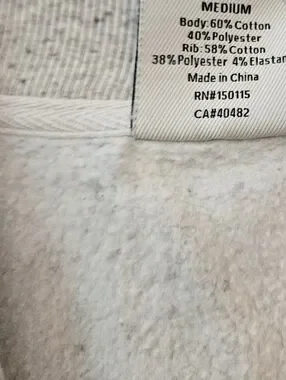 MEDIUM
Body:60% Cotton
40% Polyester
Rib:58% Cotton
38% Polyester 4% Elastan
Made in China
RN#150115
CA#40482